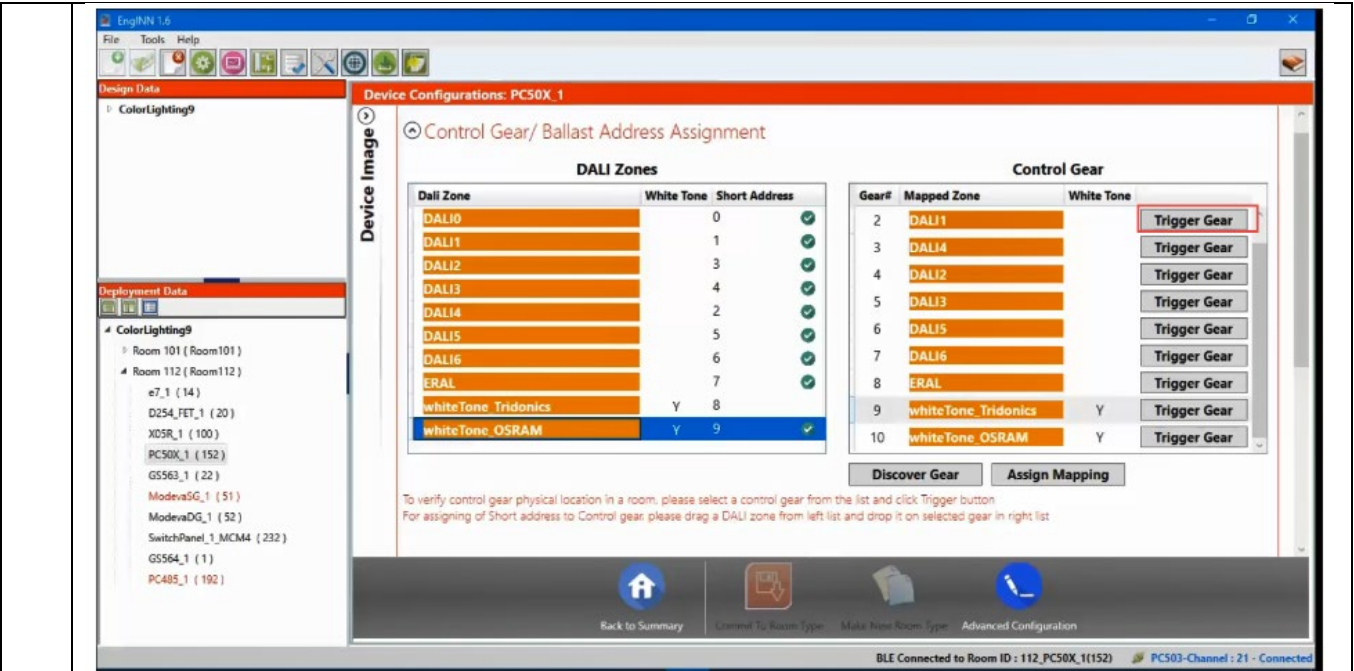 EngINN 1.6
File Tools Help
Design Data
ColorLighting9
Deployment Data
ColorLighting9
Room 101 ( Room101 )
Room 112 ( Room112 )
e7_1 ( 14 )
D254_FET_1 ( 20 )
XD5R_1 ( 100 )
PC50X_1 ( 152 )
GS563_1 ( 22 )
ModevaSG_1 ( 51 )
ModevaDG_1 ( 52 )
SwitchPanel_1_MCM4 ( 232 )
GS564_1 ( 1 )
PC485_1 ( 192 )
Device Configurations: PC50X_1
Device Image
Control Gear/ Ballast Address Assignment
DALI Zones
Dali Zone White Tone Short Address
DALI0 0
DALI1 1
DALI2 3
DALI3 4
DALI4 2
DALI5 5
DALI6 6
ERAL 7
whiteTone_Tridonics Y 8
whiteTone_OSRAM Y 9
Control Gear
Gear# Mapped Zone White Tone
2 DALI1 Trigger Gear
3 DALI4 Trigger Gear
4 DALI2 Trigger Gear
5 DALI3 Trigger Gear
6 DALI5 Trigger Gear
7 DALI6 Trigger Gear
8 ERAL Trigger Gear
9 whiteTone_Tridonics Y Trigger Gear
10 whiteTone_OSRAM Y Trigger Gear
Discover Gear Assign Mapping
To verify control gear physical location in a room, please select a control gear from the list and click Trigger button
For assigning of Short address to Control gear, please drag a DALI zone from left list and drop it on selected gear in right list
Back to Summary Commit To Room Type Make New Room Type Advanced Configuration
BLE Connected to Room ID : 112_PC50X_1(152) PC503-Channel : 21 - Connected